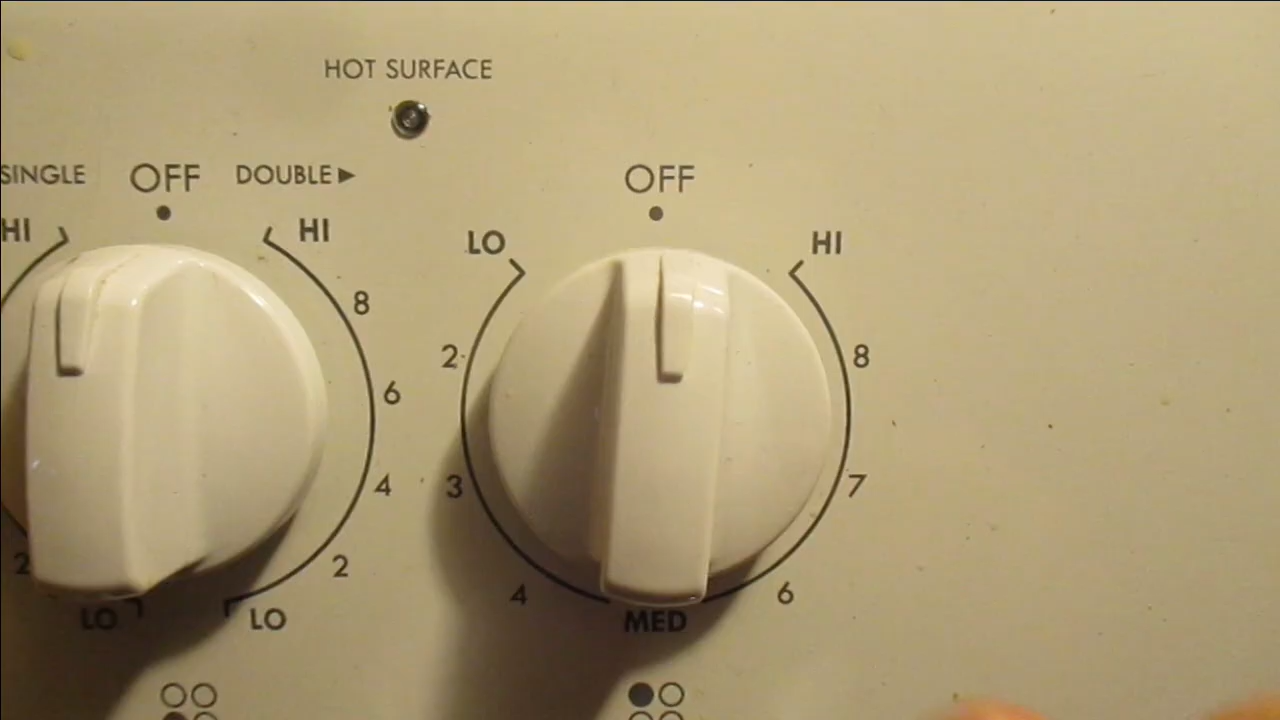 HOT SURFACE
SINGLE OFF DOUBLE▶
HI HI
8
6
4
2
2
LO LO
OFF
LO HI
2 8
3 7
4 6
MED